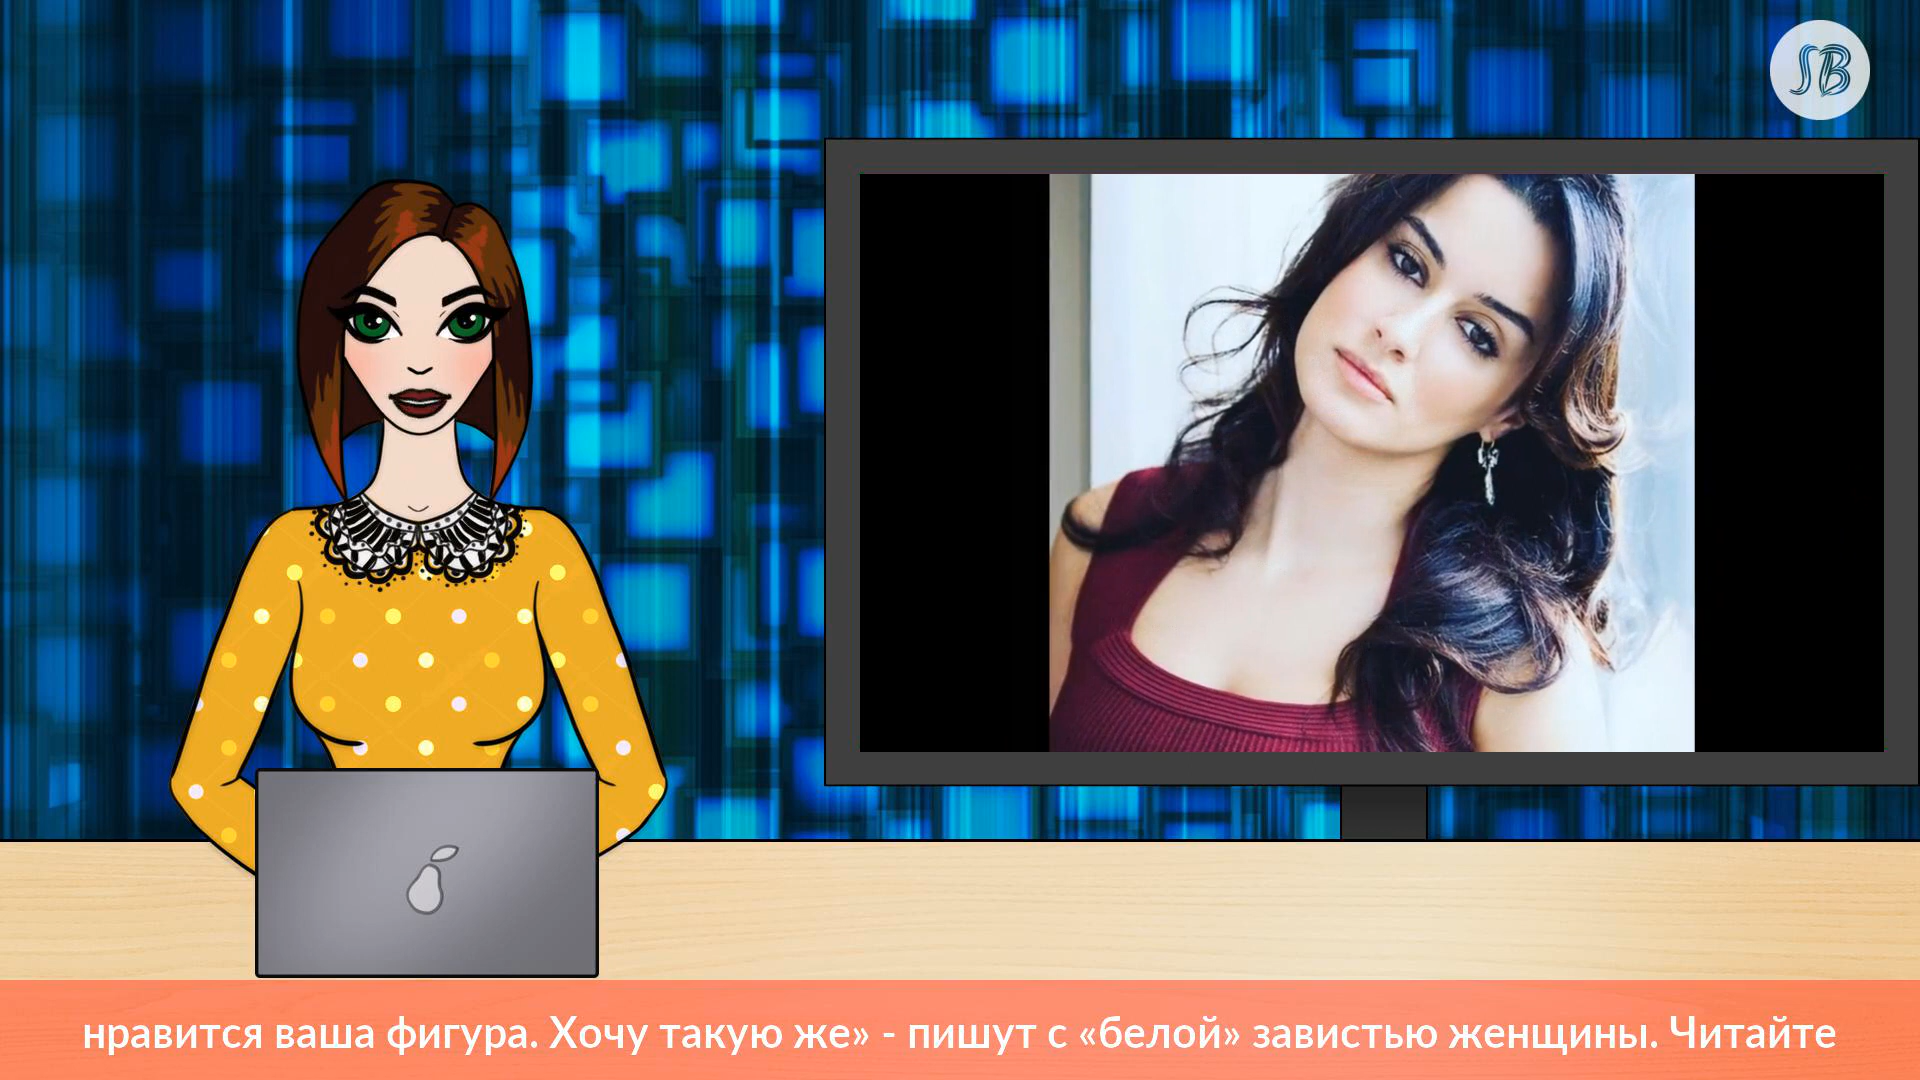 SB
нравится ваша фигура. Хочу такую же» - пишут с «белой» завистью женщины. Читайте